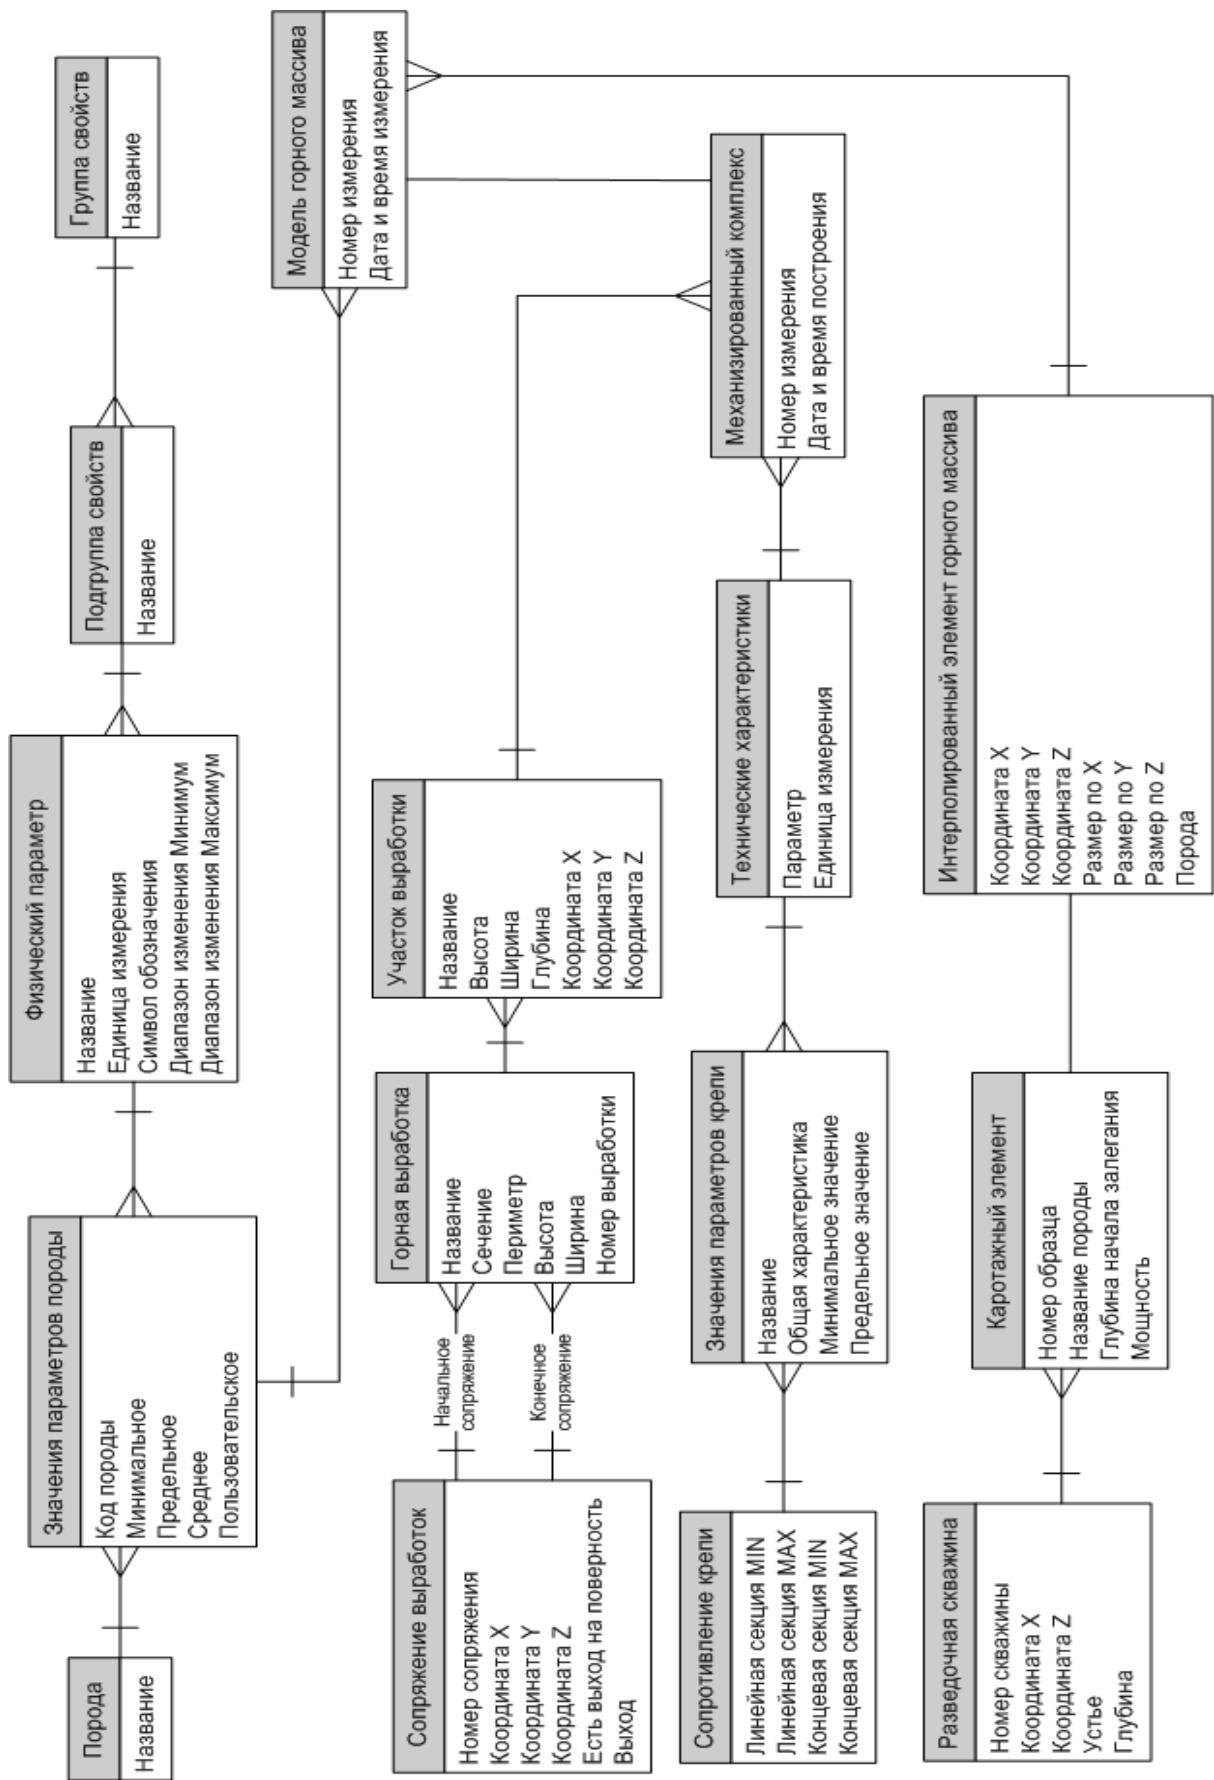 Порода
Название
Значения параметров породы
Код породы
Минимальное
Предельное
Среднее
Пользовательское
Физический параметр
Название
Единица измерения
Символ обозначения
Диапазон изменения Минимум
Диапазон изменения Максимум
Подгруппа свойств
Название
Группа свойств
Название
Модель горного массива
Номер измерения
Дата и время измерения
Сопряжение выработок
Номер сопряжения
Координата X
Координата Y
Координата Z
Есть выход на поверность
Выход
Начальное
сопряжение
Конечное
сопряжение
Горная выработка
Название
Сечение
Периметр
Высота
Ширина
Номер выработки
Участок выработки
Название
Высота
Ширина
Глубина
Координата X
Координата Y
Координата Z
Механизированный комплекс
Номер измерения
Дата и время построения
Сопротивление крепи
Линейная секция MIN
Линейная секция MAX
Концевая секция MIN
Концевая секция MAX
Значения параметров крепи
Название
Общая характеристика
Минимальное значение
Предельное значение
Технические характеристики
Параметр
Единица измерения
Разведочная скважина
Номер скважины
Координата X
Координата Z
Устье
Глубина
Каротажный элемент
Номер образца
Название породы
Глубина начала залегания
Мощность
Интерполированный элемент горного массива
Координата X
Координата Y
Координата Z
Размер по X
Размер по Y
Размер по Z
Порода